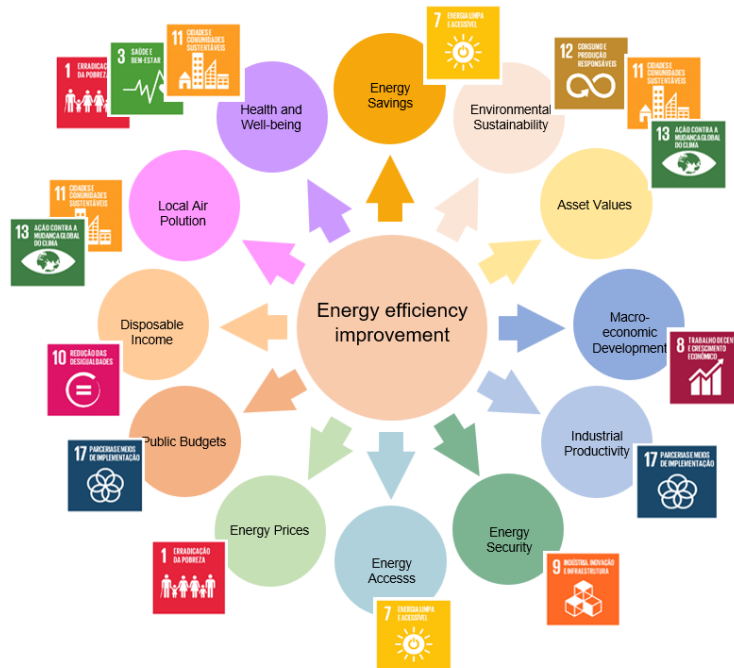 1 ERRADICAÇÃO
DA POBREZA
3 SAÚDE E
BEM-ESTAR
11 CIDADES E
COMUNIDADES
SUSTENTÁVEIS
Health and
Well-being
7 ENERGIA LIMPA
E ACESSÍVEL
Energy
Savings
Environmental
Sustainability
12 CONSUMO E
PRODUÇÃO
RESPONSÁVEIS
11 CIDADES E
COMUNIDADES
SUSTENTÁVEIS
13 AÇÃO CONTRA A
MUDANÇA GLOBAL
DO CLIMA
Asset Values
11 CIDADES E
COMUNIDADES
SUSTENTÁVEIS
13 AÇÃO CONTRA A
MUDANÇA GLOBAL
DO CLIMA
Local Air
Polution
Energy efficiency
improvement
Disposable
Income
10 REDUÇÃO DAS
DESIGUALDADES
Macro-
economic
Development
8 TRABALHO DECEN
E CRESCIMENTO
ECONÔMICO
Public Budgets
17 PARCERIAS E MEIOS
DE IMPLEMENTAÇÃO
Industrial
Productivity
17 PARCERIAS E MEIOS
DE IMPLEMENTAÇÃO
Energy Prices
1 ERRADICAÇÃO
DA POBREZA
Energy
Accesss
7 ENERGIA LIMPA
E ACESSÍVEL
Energy
Security
9 INDÚSTRIA, INOVAÇÃO
E INFRAESTRUTURA